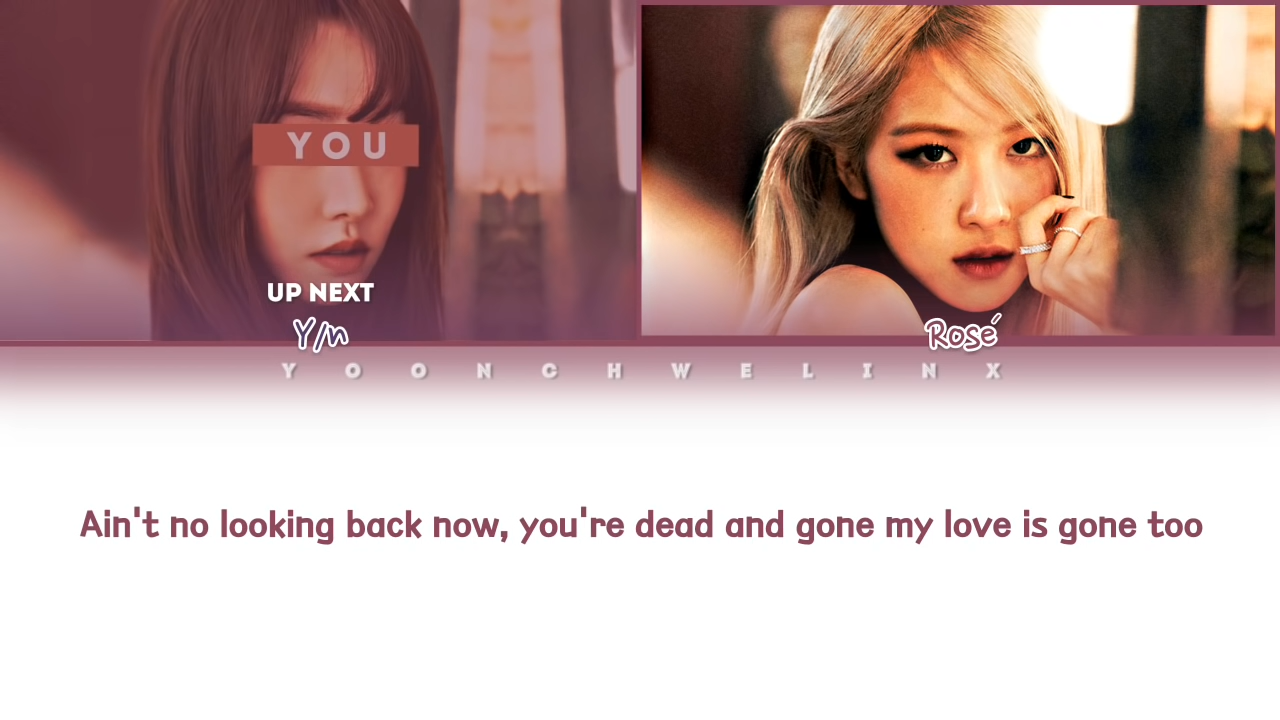 YOU
UP NEXT
Y/n
Rosé
YOONCHWELINX
Ain't no looking back now, you're dead and gone my love is gone too